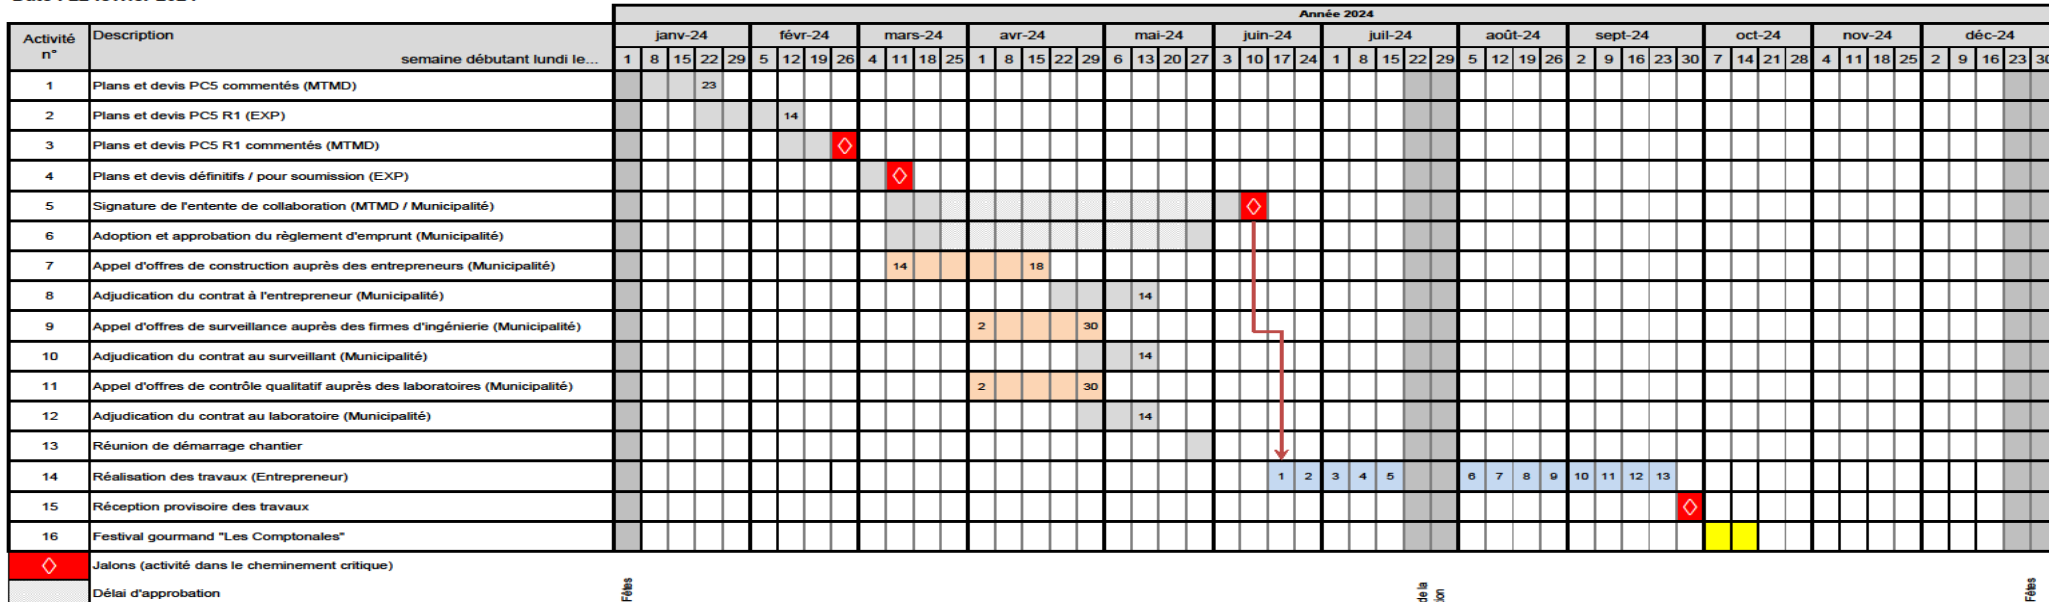 Année 2024
Activité n° Description janv-24 févr-24 mars-24 avr-24 mai-24 juin-24 juil-24 août-24 sept-24 oct-24 nov-24 déc-24
semaine débutant lundi le... 1 8 15 22 29 5 12 19 26 4 11 18 25 1 8 15 22 29 6 13 20 27 3 10 17 24 1 8 15 22 29 5 12 19 26 2 9 16 23 30 7 14 21 28 4 11 18 25 2 9 16 23 30
1 Plans et devis PC5 commentés (MTMD) 23
2 Plans et devis PC5 R1 (EXP) 14
3 Plans et devis PC5 R1 commentés (MTMD)
4 Plans et devis définitifs / pour soumission (EXP)
5 Signature de l'entente de collaboration (MTMD / Municipalité)
6 Adoption et approbation du règlement d'emprunt (Municipalité)
7 Appel d'offres de construction auprès des entrepreneurs (Municipalité) 14 18
8 Adjudication du contrat à l'entrepreneur (Municipalité) 14
9 Appel d'offres de surveillance auprès des firmes d'ingénierie (Municipalité) 2 30
10 Adjudication du contrat au surveillant (Municipalité) 14
11 Appel d'offres de contrôle qualitatif auprès des laboratoires (Municipalité) 2 30
12 Adjudication du contrat au laboratoire (Municipalité) 14
13 Réunion de démarrage chantier
14 Réalisation des travaux (Entrepreneur) 1 2 3 4 5 6 7 8 9 10 11 12 13
15 Réception provisoire des travaux
16 Festival gourmand "Les Comptonales"
Jalons (activité dans le cheminement critique)
Délai d'approbation
Fêtes
de la
Fêtes